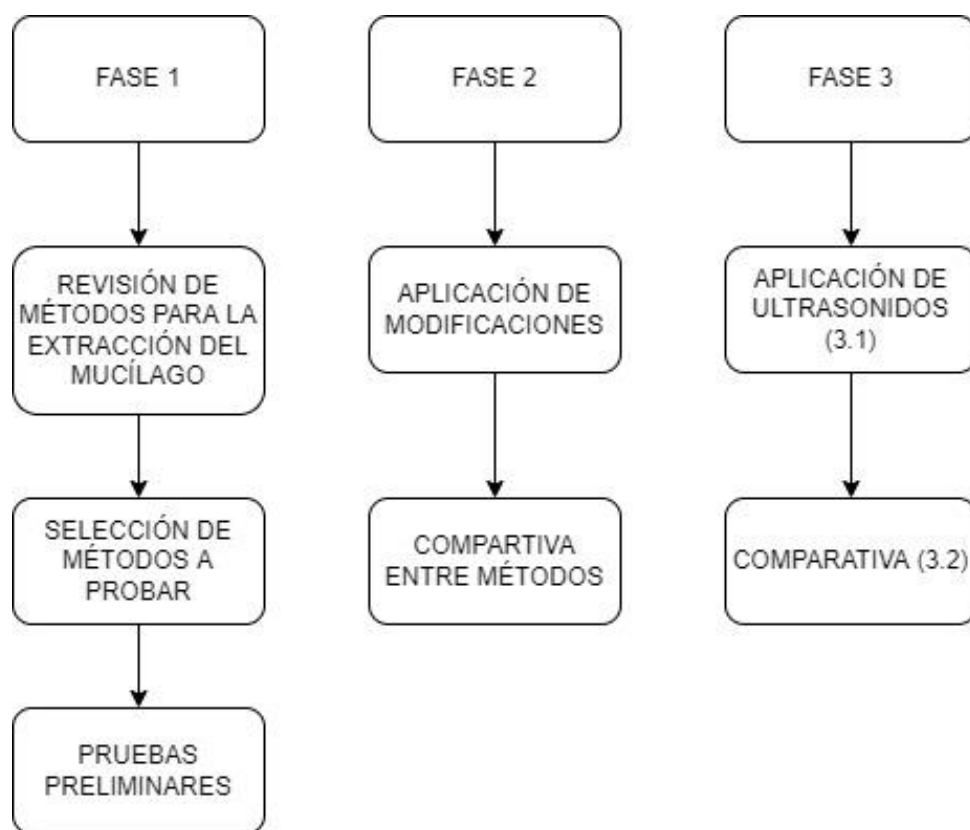 FASE 1
REVISIÓN DE
MÉTODOS PARA LA
EXTRACCIÓN DEL
MUCÍLAGO
SELECCIÓN DE
MÉTODOS A
PROBAR
PRUEBAS
PRELIMINARES
FASE 2
APLICACIÓN DE
MODIFICACIONES
COMPARTIVA
ENTRE MÉTODOS
FASE 3
APLICACIÓN DE
ULTRASONIDOS
(3.1)
COMPARATIVA (3.2)